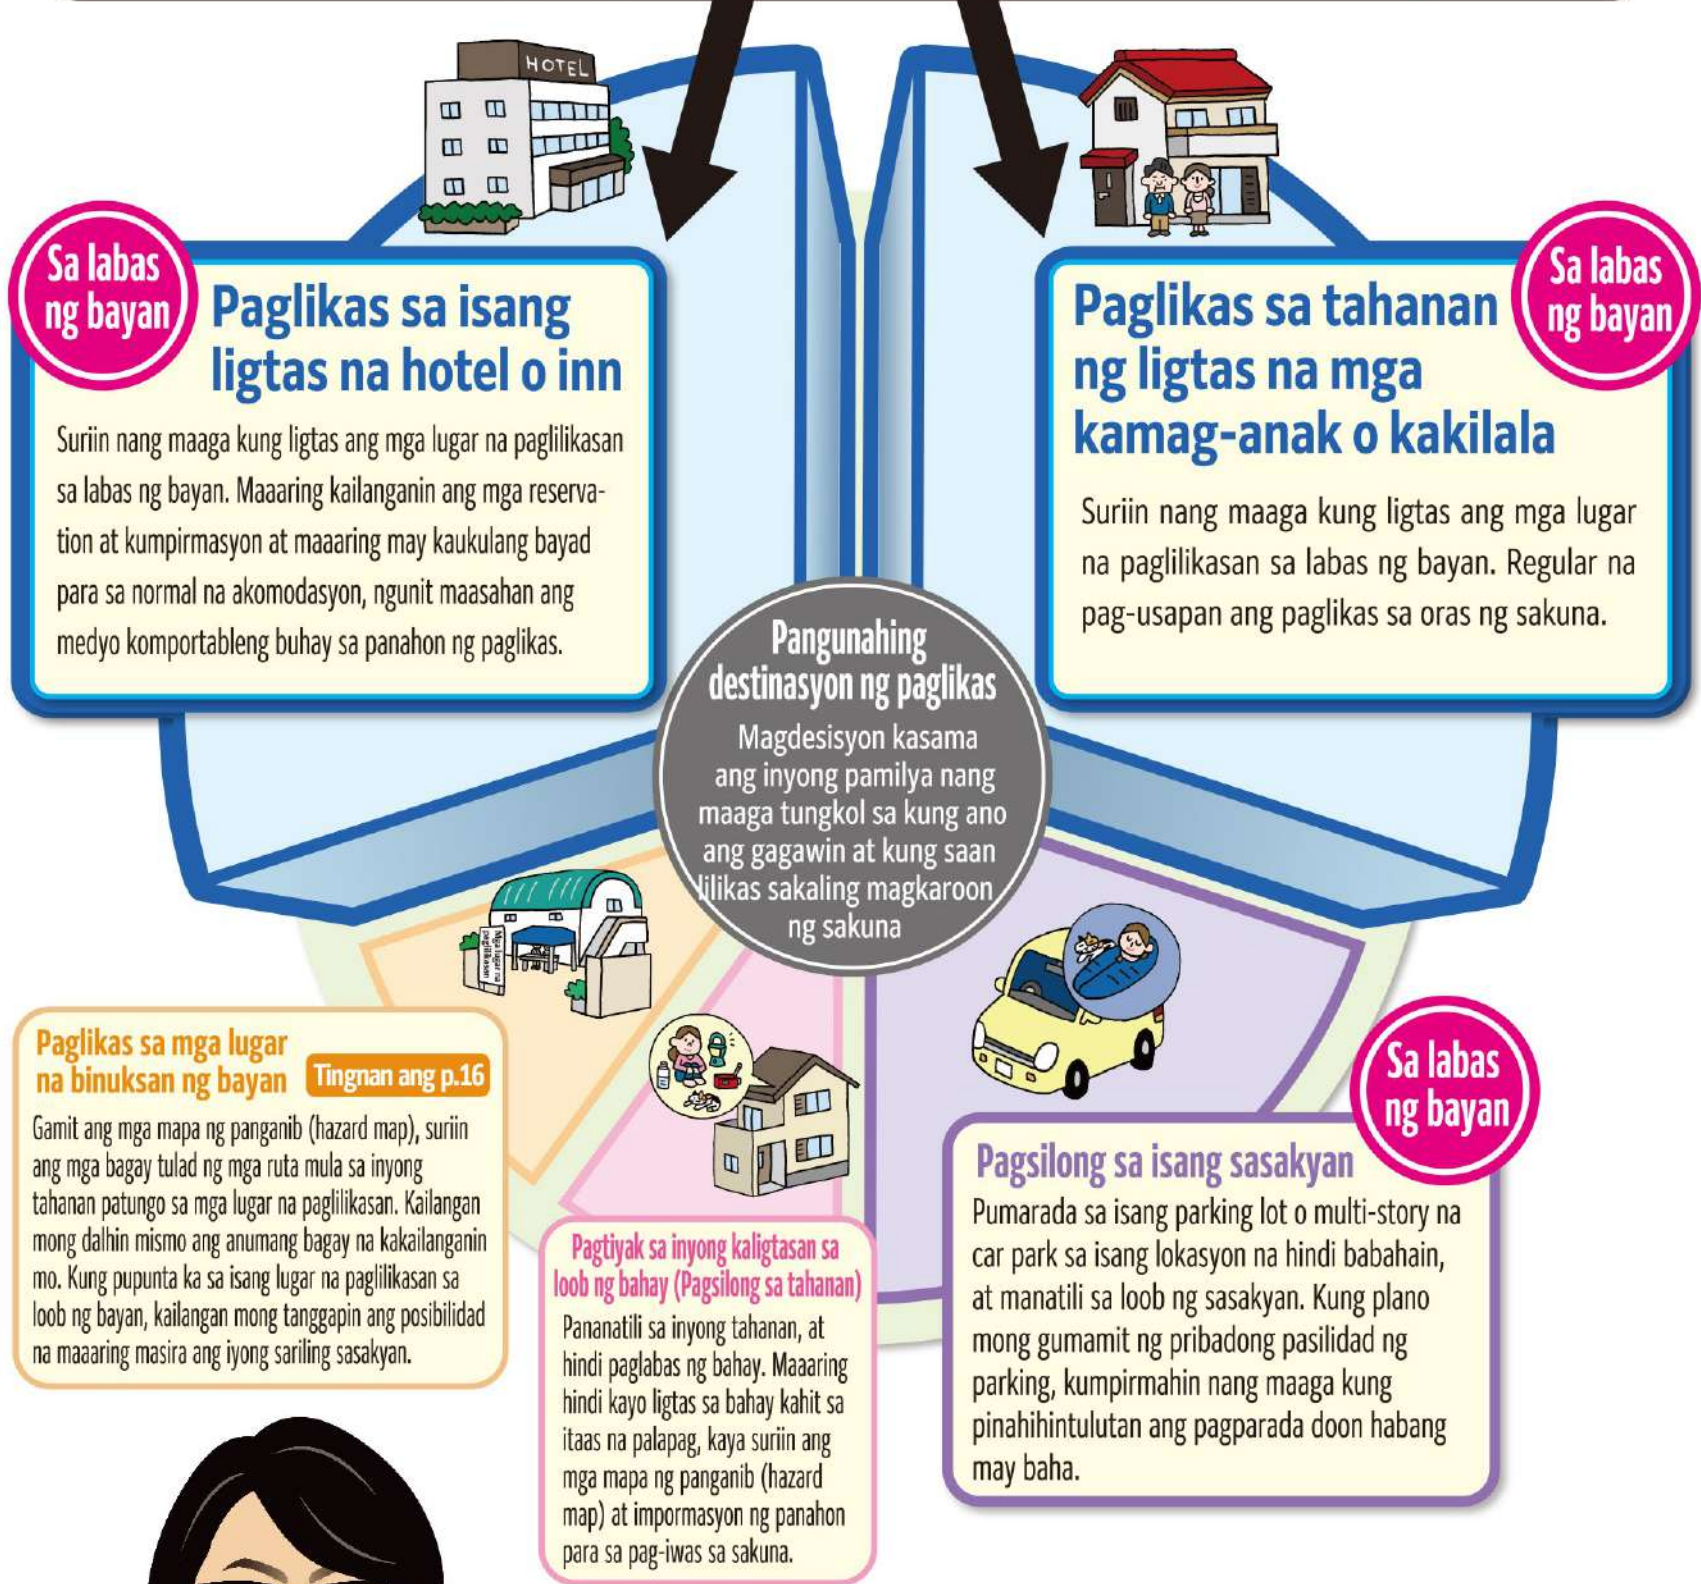 HOTEL
Sa labas
ng bayan
Paglikas sa isang
ligtas na hotel o inn
Suriin nang maaga kung ligtas ang mga lugar na paglilikasan
sa labas ng bayan. Maaaring kailanganin ang mga reserva-
tion at kumpirmasyon at maaaring may kaukulang bayad
para sa normal na akomodasyon, ngunit maasahan ang
medyo komportableng buhay sa panahon ng paglikas.
Sa labas
ng bayan
Paglikas sa tahanan
ng ligtas na mga
kamag-anak o kakilala
Suriin nang maaga kung ligtas ang mga lugar
na paglilikasan sa labas ng bayan. Regular na
pag-usapan ang paglikas sa oras ng sakuna.
Pangunahing
destinasyon ng paglikas
Magdesisyon kasama
ang inyong pamilya nang
maaga tungkol sa kung ano
ang gagawin at kung saan
lilikas sakaling magkaroon
ng sakuna
Mga lugar na
paglilikasan
Paglikas sa mga lugar
na binuksan ng bayan
Tingnan ang p.16
Gamit ang mga mapa ng panganib (hazard map), suriin
ang mga bagay tulad ng mga ruta mula sa inyong
tahanan patungo sa mga lugar na paglilikasan. Kailangan
mong dalhin mismo ang anumang bagay na kakailanganin
mo. Kung pupunta ka sa isang lugar na paglilikasan sa
loob ng bayan, kailangan mong tanggapin ang posibilidad
na maaaring masira ang iyong sariling sasakyan.
Pagtiyak sa inyong kaligtasan sa
loob ng bahay (Pagsilong sa tahanan)
Pananatili sa inyong tahanan, at
hindi paglabas ng bahay. Maaaring
hindi kayo ligtas sa bahay kahit sa
itaas na palapag, kaya suriin ang
mga mapa ng panganib (hazard
map) at impormasyon ng panahon
para sa pag-iwas sa sakuna.
Sa labas
ng bayan
Pagsilong sa isang sasakyan
Pumarada sa isang parking lot o multi-story na
car park sa isang lokasyon na hindi babahain,
at manatili sa loob ng sasakyan. Kung plano
mong gumamit ng pribadong pasilidad ng
parking, kumpirmahin nang maaga kung
pinahihintulutan ang pagparada doon habang
may baha.